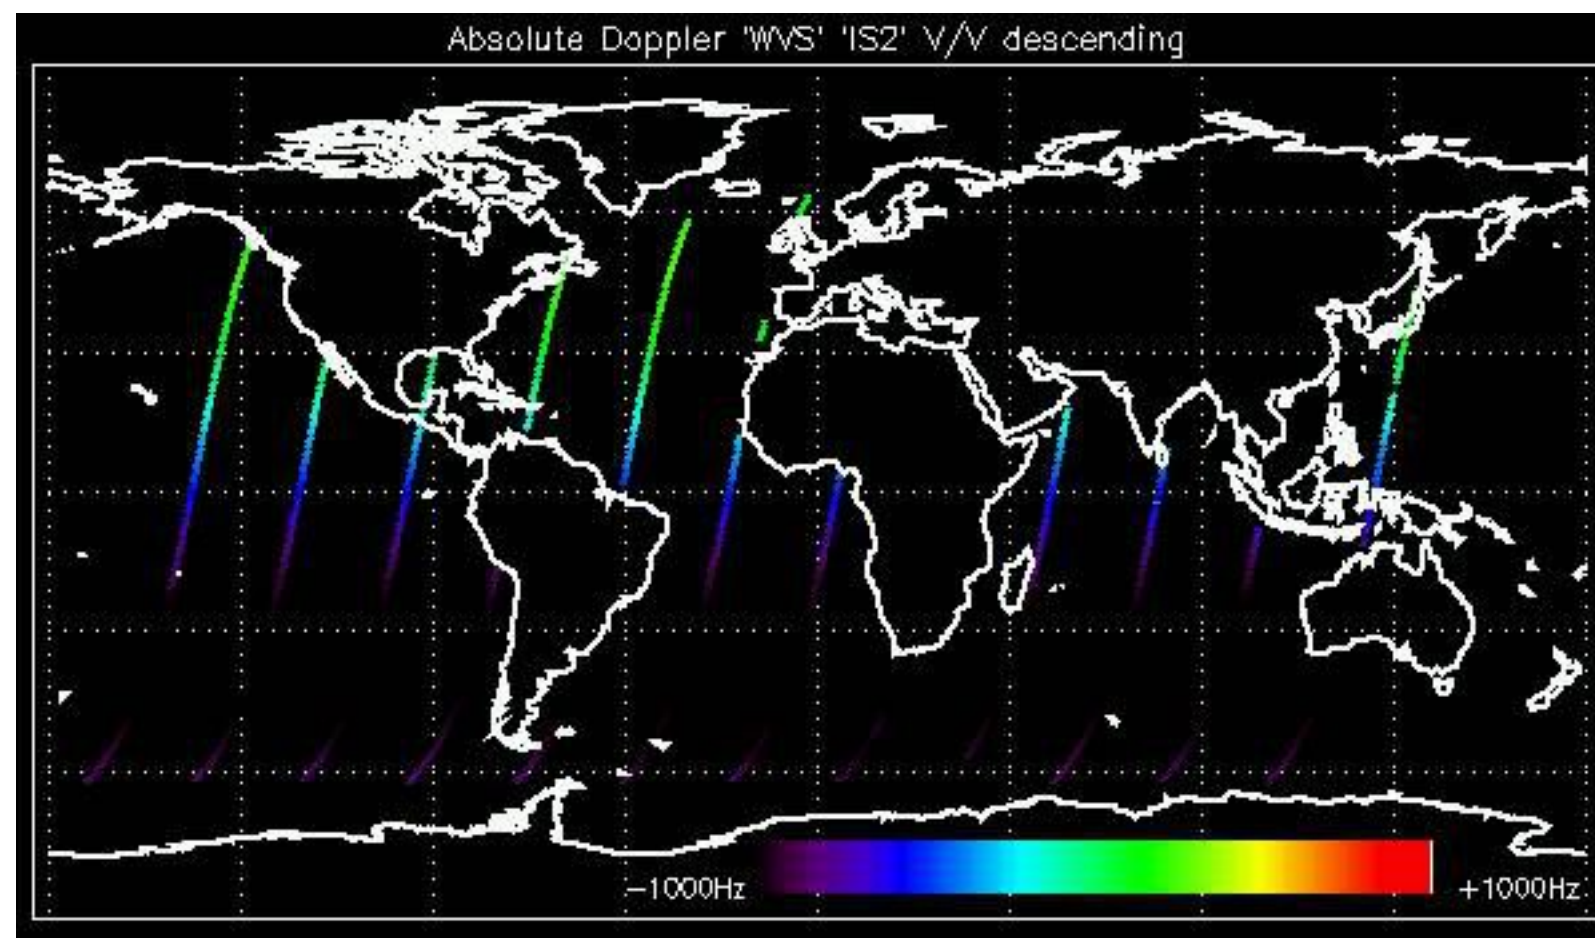 Absolute Doppler 'WVS' 'IS2' V/V descending
-1000Hz
+1000Hz